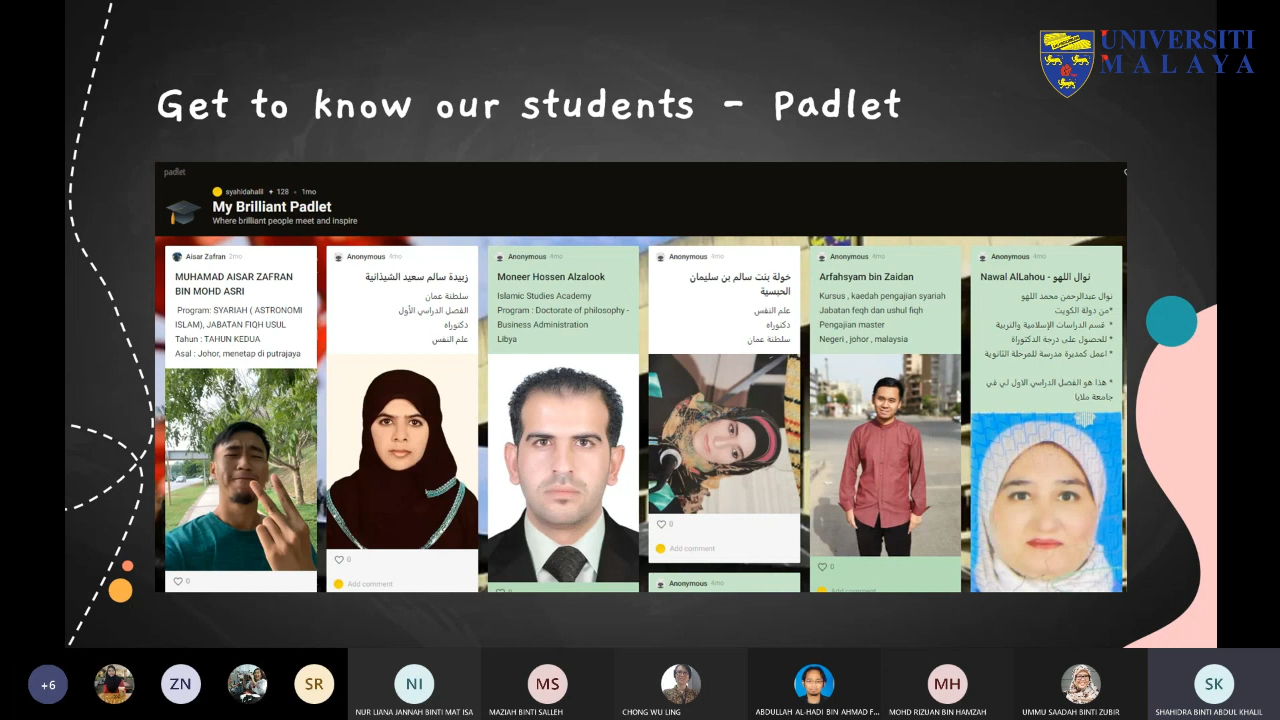 UNIVERSITI
MALAYA
Get to know our students - Padlet
padlet
syahidahalil + 128 • 1mo
My Brilliant Padlet
Where brilliant people meet and inspire
Aisar Zafran 2mo
MUHAMAD AISAR ZAFRAN
BIN MOHD ASRI
Program: SYARIAH ( ASTRONOMI
ISLAM), JABATAN FIQH USUL
Tahun : TAHUN KEDUA
Asal : Johor, menetap di putrajaya
0
Anonymous 4mo
زبيدة سالم سعيد الشيذانية
سلطنة عمان
الفصل الدراسي الأول
دكتوراه
علم النفس
0
Add comment
Anonymous 4mo
Moneer Hossen Alzalook
Islamic Studies Academy
Program : Doctorate of philosophy -
Business Administration
Libya
Anonymous 4mo
خولة بنت سالم بن سليمان
الحبسية
علم النفس
دكتوراه
سلطنة عمان
0
Add comment
Anonymous 4mo
Anonymous 4mo
Arfahsyam bin Zaidan
Kursus , kaedah pengajian syariah
Jabatan feqh dan ushul fiqh
Pengajian master
Negeri , johor , malaysia
0
Add comment
Anonymous 4mo
Nawal AlLahou - نوال اللهو
نوال عبدالرحمن محمد اللهو
*من دولة الكويت
* قسم الدراسات الإسلامية والتربية
* للحصول على درجة الدكتوراة
* اعمل كمديرة مدرسة للمرحلة الثانوية
* هذا هو الفصل الدراسي الاول لي في
جامعة ملايا
+6
ZN
SR
NI
NUR LIANA JANNAH BINTI MAT ISA
MS
MAZIAH BINTI SALLEH
CHONG WU LING
ABDULLAH AL-HADI BIN AHMAD F...
MH
MOHD RIZUAN BIN HAMZAH
UMMU SAADAH BINTI ZUBIR
SK
SHAHIDRA BINTI ABDUL KHALIL